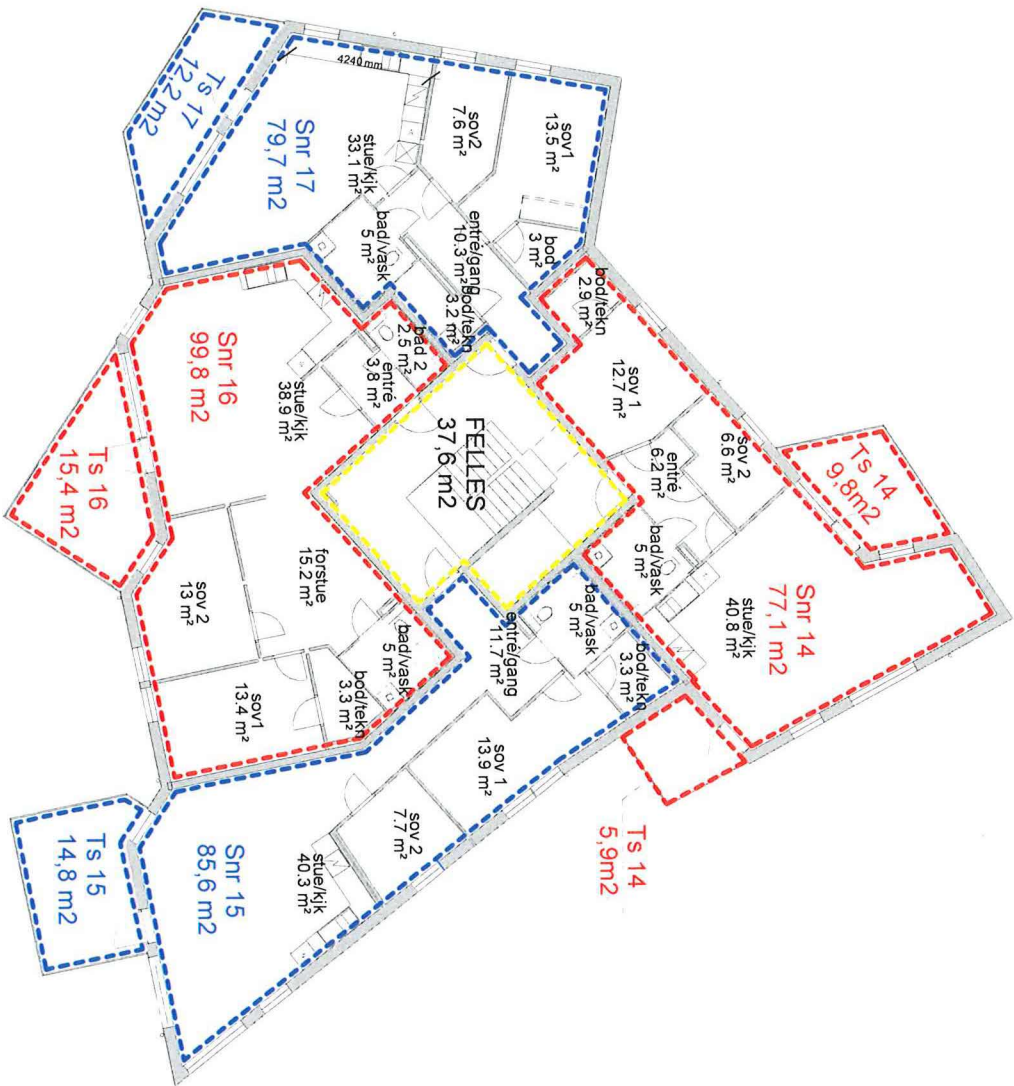 Ts 17
12,2 m2
Snr 17
79,7 m2
4240 mm
sov2
7.6 m²
sov1
13.5 m²
stue/kjk
33.1 m²
bad/vask
5 m²
entré/gang
10.3 m²
bod
3 m²
bod/tekn
3.2 m²
bod/tekn
2.9 m²
sov 1
12.7 m²
sov 2
6.6 m²
entré
6.2 m²
bad/vask
5 m²
Ts 14
9,8m2
Snr 14
77,1 m2
stue/kjk
40.8 m²
Ts 14
5,9m2
Snr 16
99,8 m2
stue/kjk
38.9 m²
bad 2
2.5 m²
entré
3,8 m²
FELLES
37,6 m2
Ts 16
15,4 m2
forstue
15.2 m²
sov 2
13 m²
sov1
13.4 m²
bad/vask
5 m²
bod/tekn
3.3 m²
entré/gang
11.7 m²
bad/vask
5 m²
bod/tekn
3.3 m²
sov 1
13.9 m²
sov 2
7.7 m²
stue/kjk
40.3 m²
Snr 15
85,6 m2
Ts 15
14,8 m2